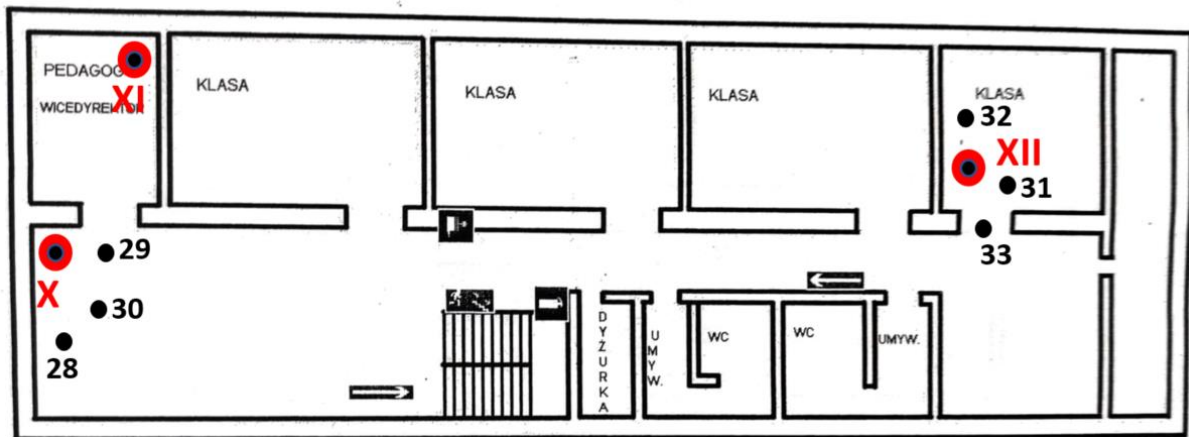 PEDAGOG
WICEDYREKTOR
XI
KLASA
KLASA
KLASA
KLASA
32
XII
31
33
29
X
30
28
DYŻURKA
UMYW.
WC
WC
UMYW.